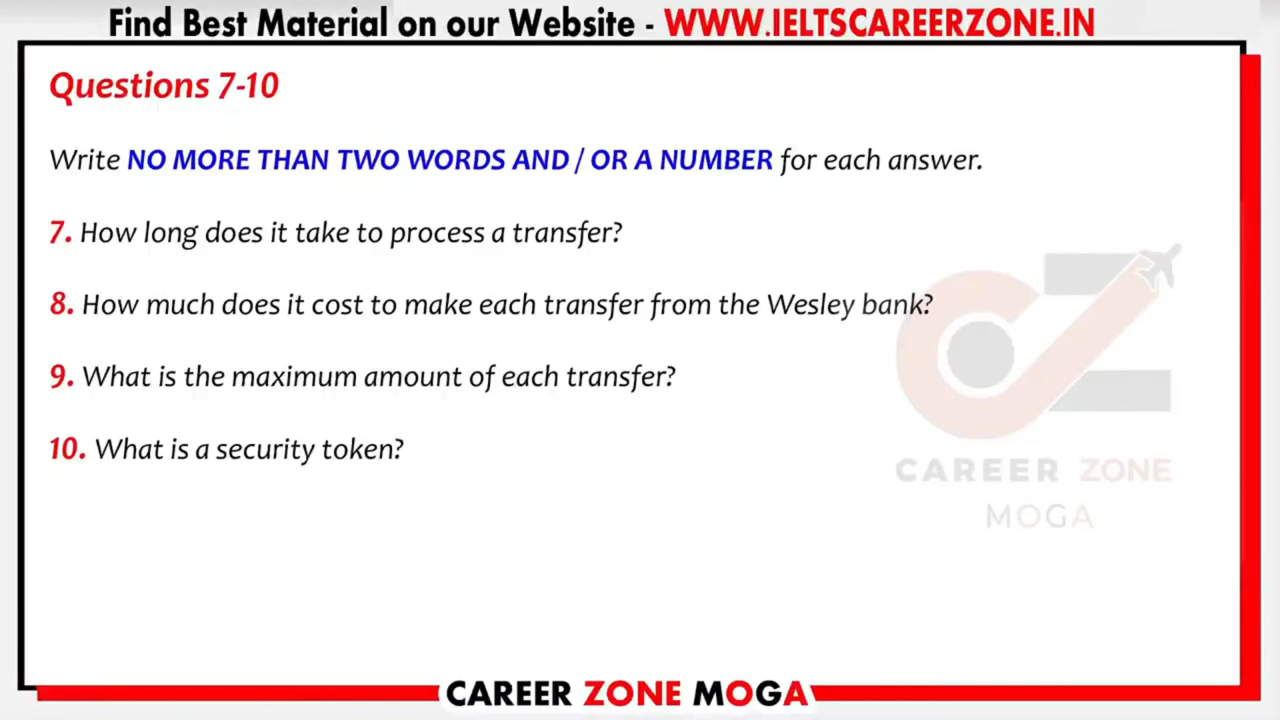 Find Best Material on our Website - WWW.IELTSCAREERZONE.IN
Questions 7-10
Write NO MORE THAN TWO WORDS AND / OR A NUMBER for each answer.
7. How long does it take to process a transfer?
8. How much does it cost to make each transfer from the Wesley bank?
9. What is the maximum amount of each transfer?
10. What is a security token?
CAREER ZONE
MOGA
CAREER ZONE MOGA